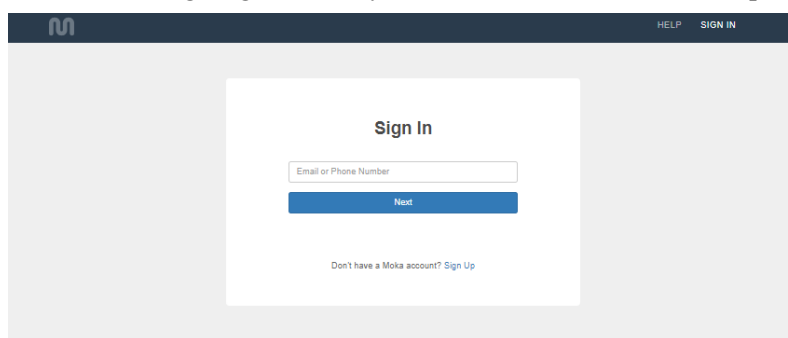 HELP SIGN IN
Sign In
Email or Phone Number
Next
Don't have a Moka account? Sign Up